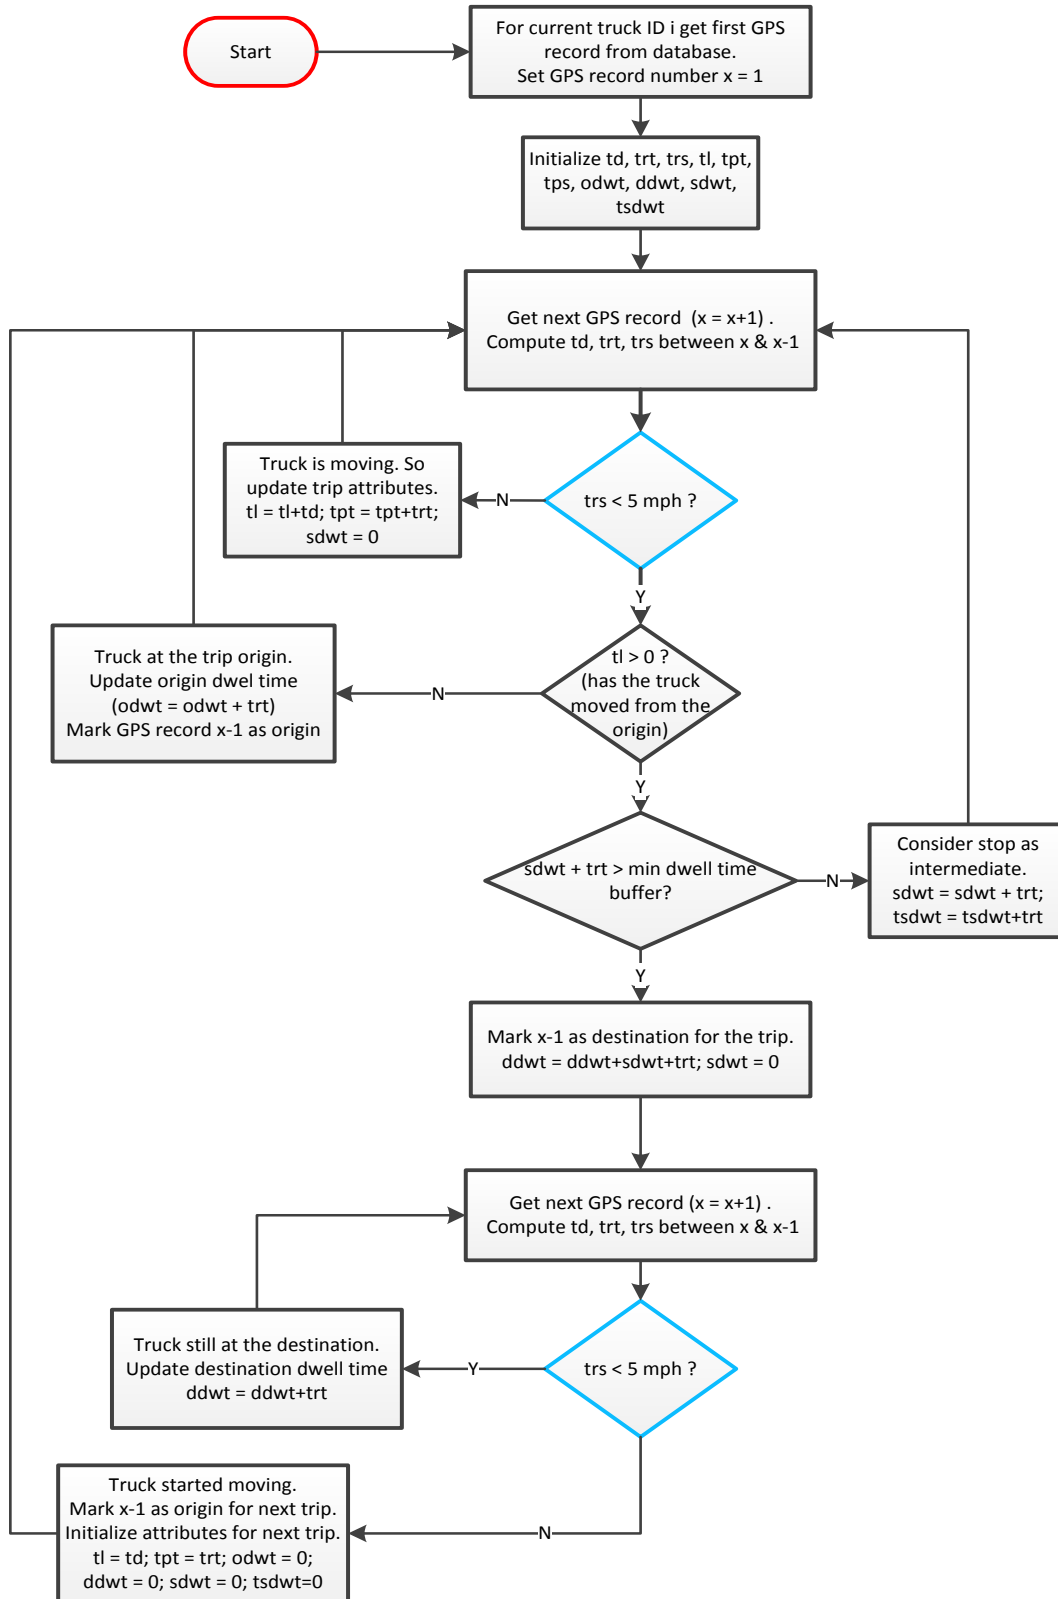 Start
For current truck ID i get first GPS
record from database.
Set GPS record number x = 1
Initialize td, trt, trs, tl, tpt,
tps, odwt, ddwt, sdwt,
tsdwt
Get next GPS record  (x = x+1) .
Compute td, trt, trs between x & x-1
trs < 5 mph ?
N
Truck is moving. So
update trip attributes.
tl = tl+td; tpt = tpt+trt;
sdwt = 0
Y
tl > 0 ?
(has the truck
moved from the
origin)
N
Truck at the trip origin.
Update origin dwel time
(odwt = odwt + trt)
Mark GPS record x-1 as origin
Y
sdwt + trt > min dwell time
buffer?
N
Consider stop as
intermediate.
sdwt = sdwt + trt;
tsdwt = tsdwt+trt
Y
Mark x-1 as destination for the trip.
ddwt = ddwt+sdwt+trt; sdwt = 0
Get next GPS record (x = x+1) .
Compute td, trt, trs between x & x-1
trs < 5 mph ?
Y
Truck still at the destination.
Update destination dwell time
ddwt = ddwt+trt
N
Truck started moving.
Mark x-1 as origin for next trip.
Initialize attributes for next trip.
tl = td; tpt = trt; odwt = 0;
ddwt = 0; sdwt = 0; tsdwt=0